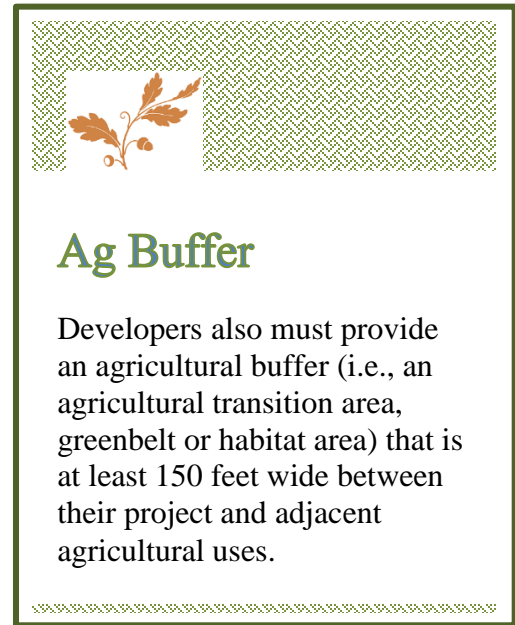 Ag Buffer
Developers also must provide
an agricultural buffer (i.e., an
agricultural transition area,
greenbelt or habitat area) that is
at least 150 feet wide between
their project and adjacent
agricultural uses.